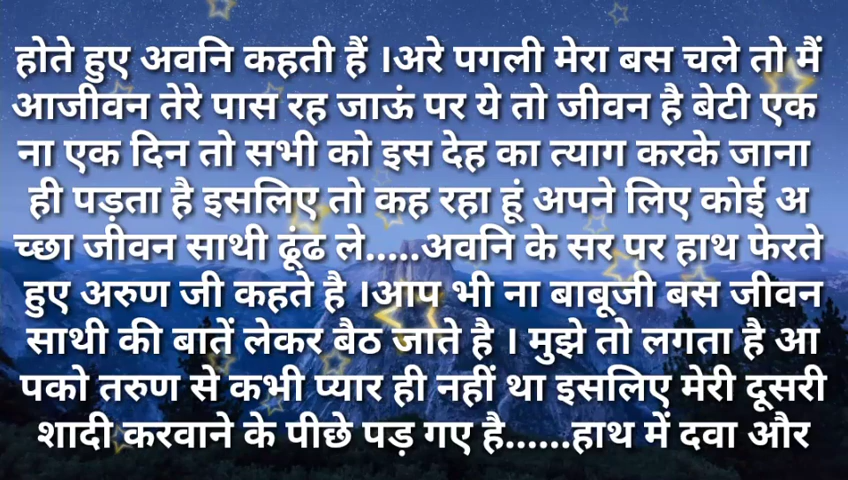 होते हुए अवनि कहती हैं ।अरे पगली मेरा बस चले तो मैं
आजीवन तेरे पास रह जाऊं पर ये तो जीवन है बेटी एक
ना एक दिन तो सभी को इस देह का त्याग करके जाना
ही पड़ता है इसलिए तो कह रहा हूं अपने लिए कोई अ
च्छा जीवन साथी ढूंढ ले.....अवनि के सर पर हाथ फेरते
हुए अरुण जी कहते है ।आप भी ना बाबूजी बस जीवन
साथी की बातें लेकर बैठ जाते है । मुझे तो लगता है आ
पको तरुण से कभी प्यार ही नहीं था इसलिए मेरी दूसरी
शादी करवाने के पीछे पड़ गए है......हाथ में दवा और